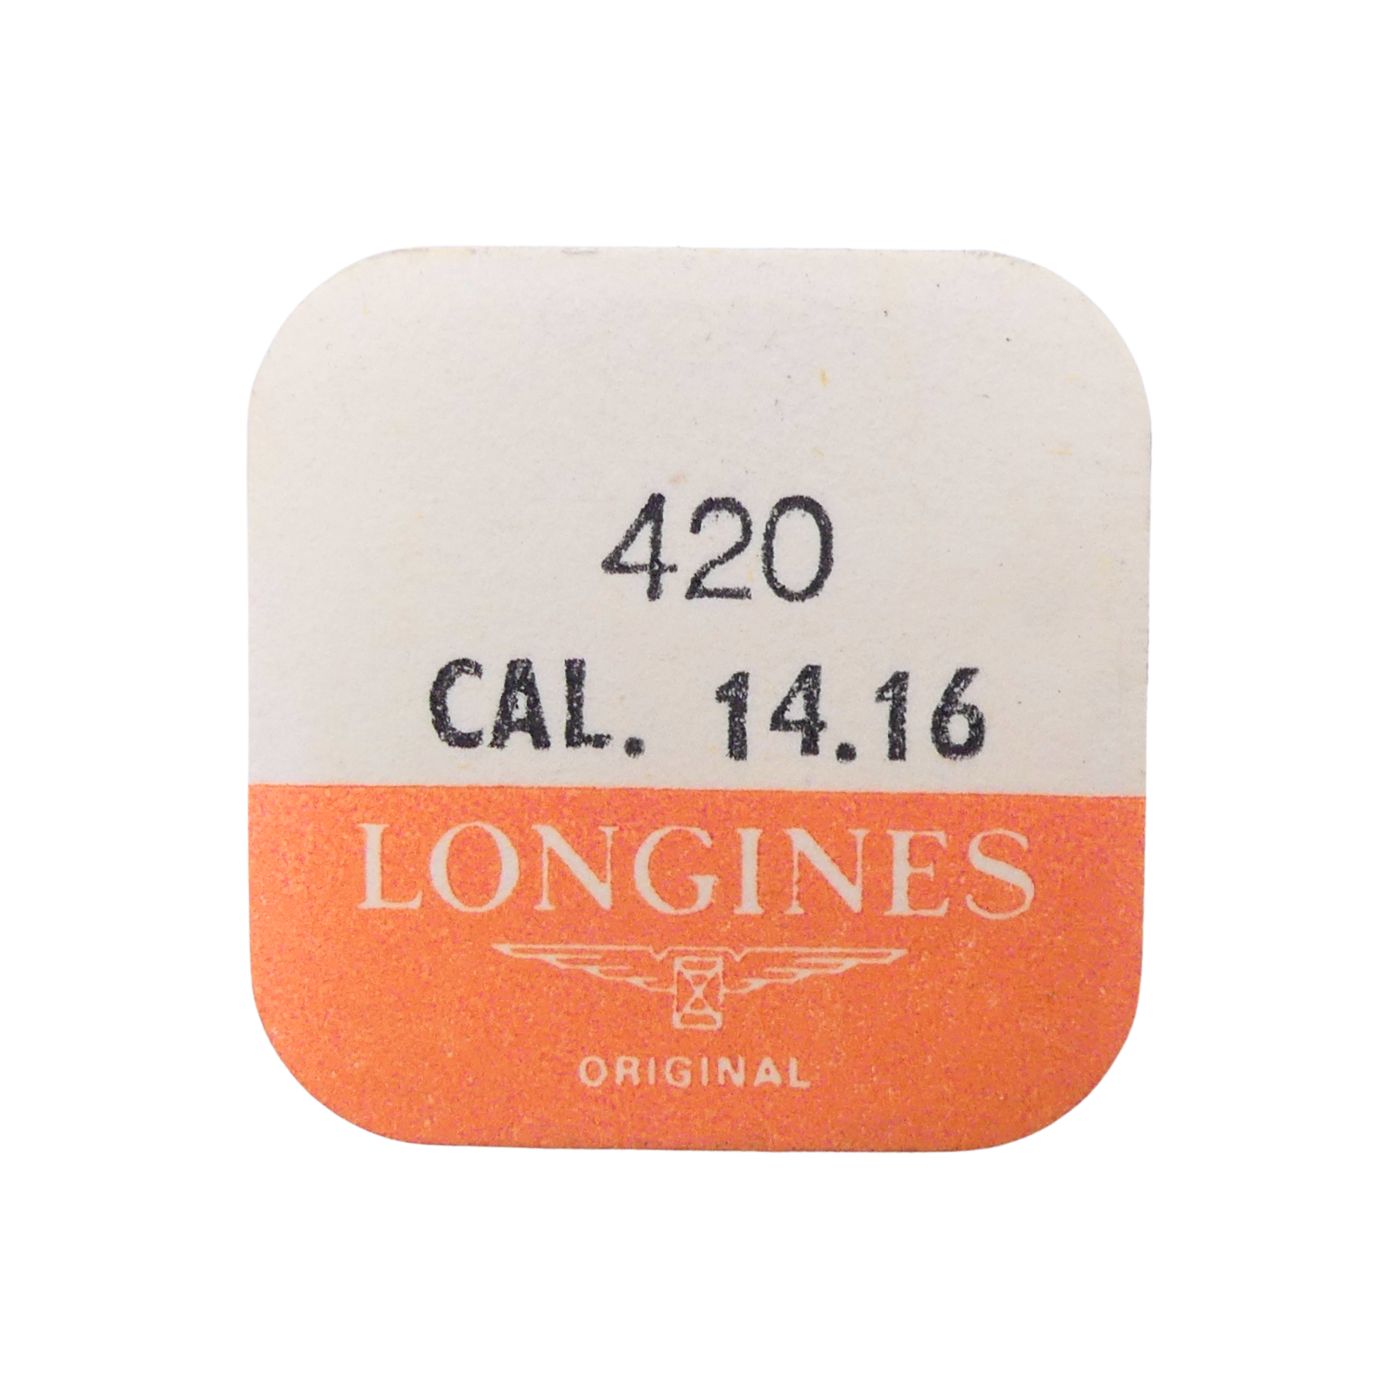 420
CAL. 14.16
LONGINES
ORIGINAL